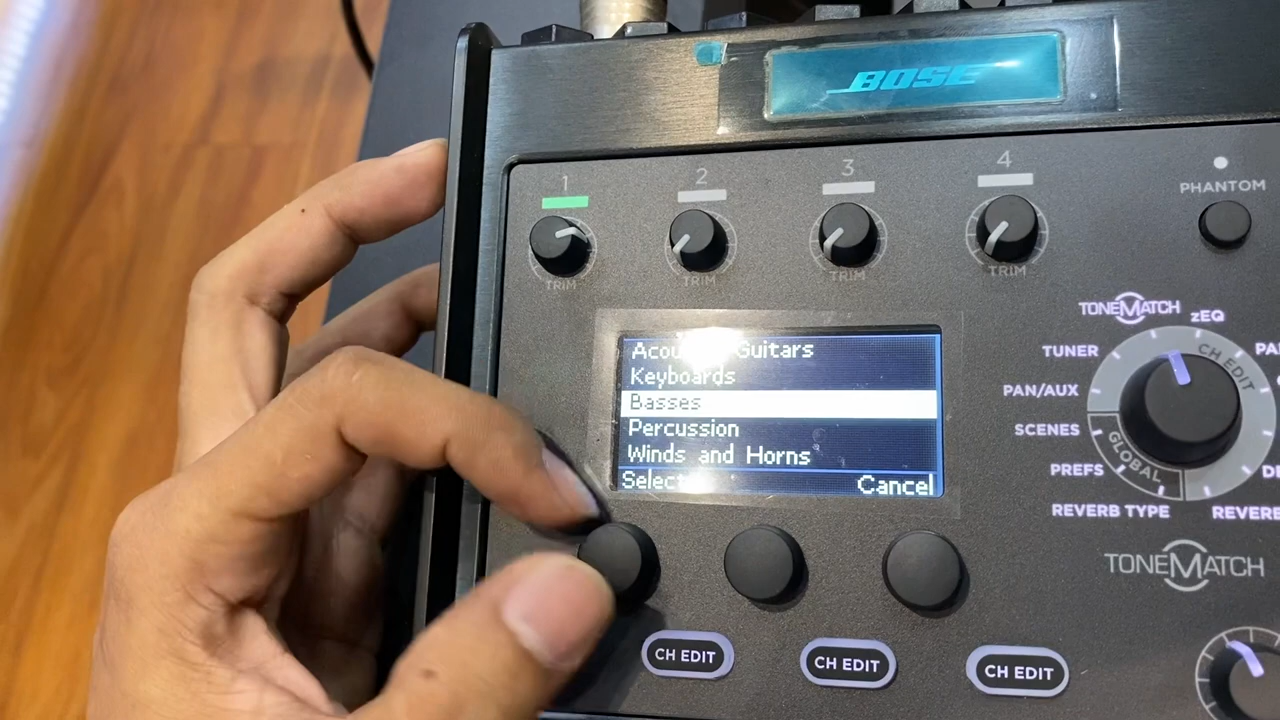 BOSE
1
2
3
4
TRIM
TRIM
TRIM
TRIM
PHANTOM
TONEMATCH
zEQ
TUNER
PAN/AUX
SCENES
PREFS
REVERB TYPE
CH EDIT
GLOBAL
Guitars
Keyboards
Basses
Percussion
Winds and Horns
Select
Cancel
TONEMATCH
CH EDIT
CH EDIT
CH EDIT